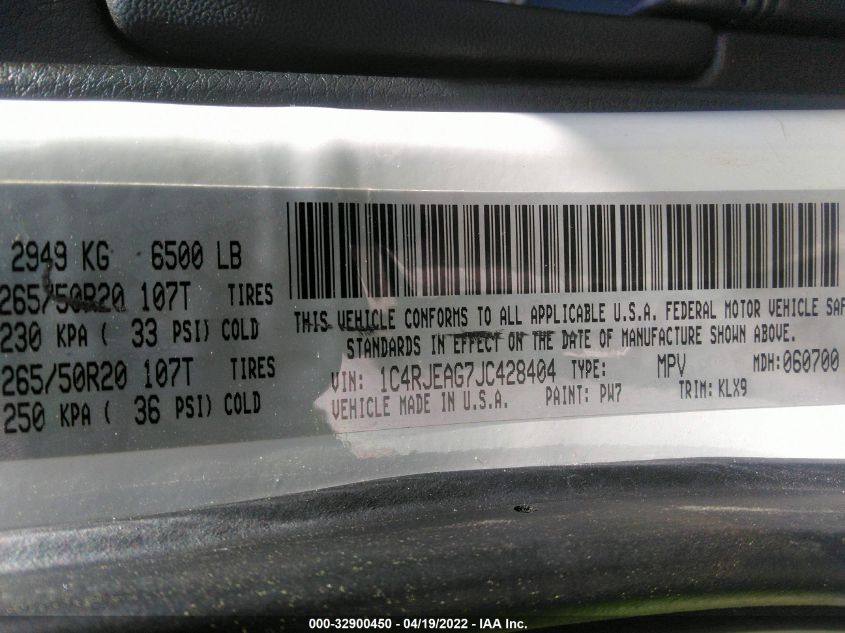 2949 KG 6500 LB
265/50R20 107T TIRES
230 KPA ( 33 PSI) COLD
265/50R20 107T TIRES
250 KPA ( 36 PSI) COLD
THIS VEHICLE CONFORMS TO ALL APPLICABLE U.S.A. FEDERAL MOTOR VEHICLE SAF
STANDARDS IN EFFECT ON THE DATE OF MANUFACTURE SHOWN ABOVE.
VIN: 1C4RJEAG7JC428404 TYPE: MPV MDH:060700
VEHICLE MADE IN U.S.A. PAINT: PW7 TRIM: KLX9
000-32900450 - 04/19/2022 - IAA Inc.